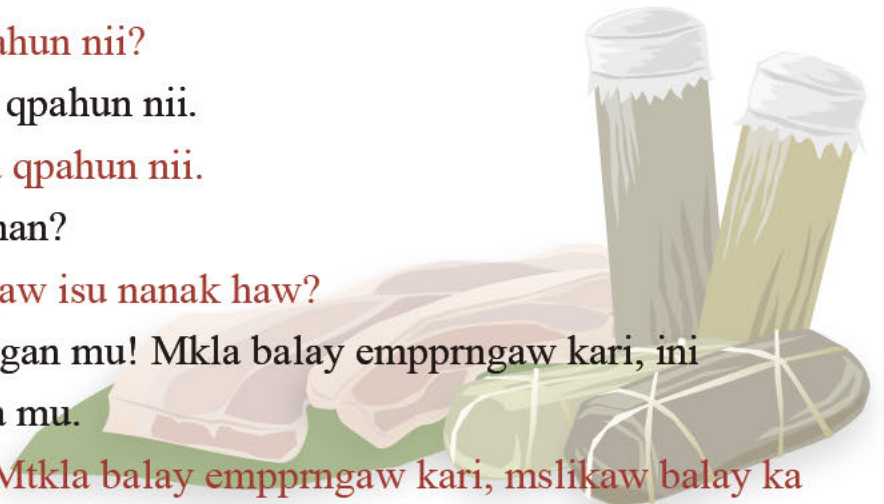 ahun nii?
qpahun nii.
qpahun nii.
nan?
aw isu nanak haw?
gan mu! Mkla balay empprngaw kari, ini
mu.
Mtkla balay empprngaw kari, mslikaw balay ka